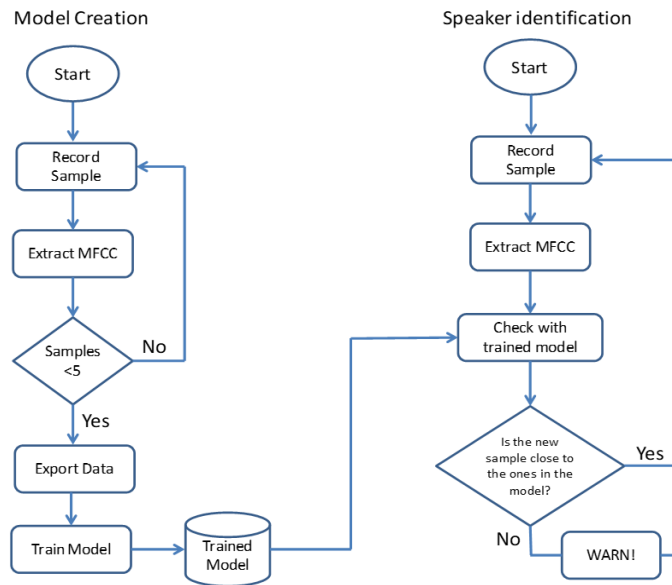 Model Creation
Start
Record
Sample
Extract MFCC
Samples
<5
No
Yes
Export Data
Train Model
Trained
Model
Speaker identification
Start
Record
Sample
Extract MFCC
Check with
trained model
Is the new
sample close to
the ones in the
model?
Yes
No
WARN!